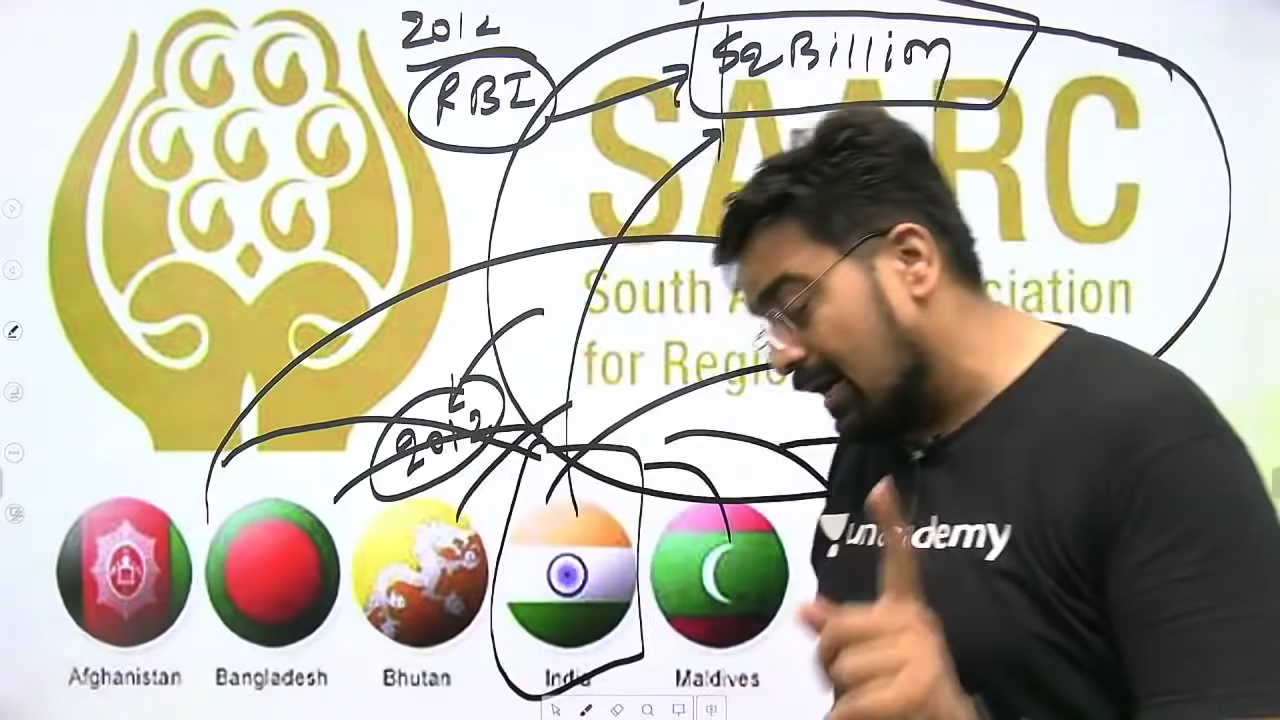 2012
RBI
$2 Billion
SAARC
South A ciation
for Regio
2012
unacademy
Afghanistan
Bangladesh
Bhutan
India
Maldives